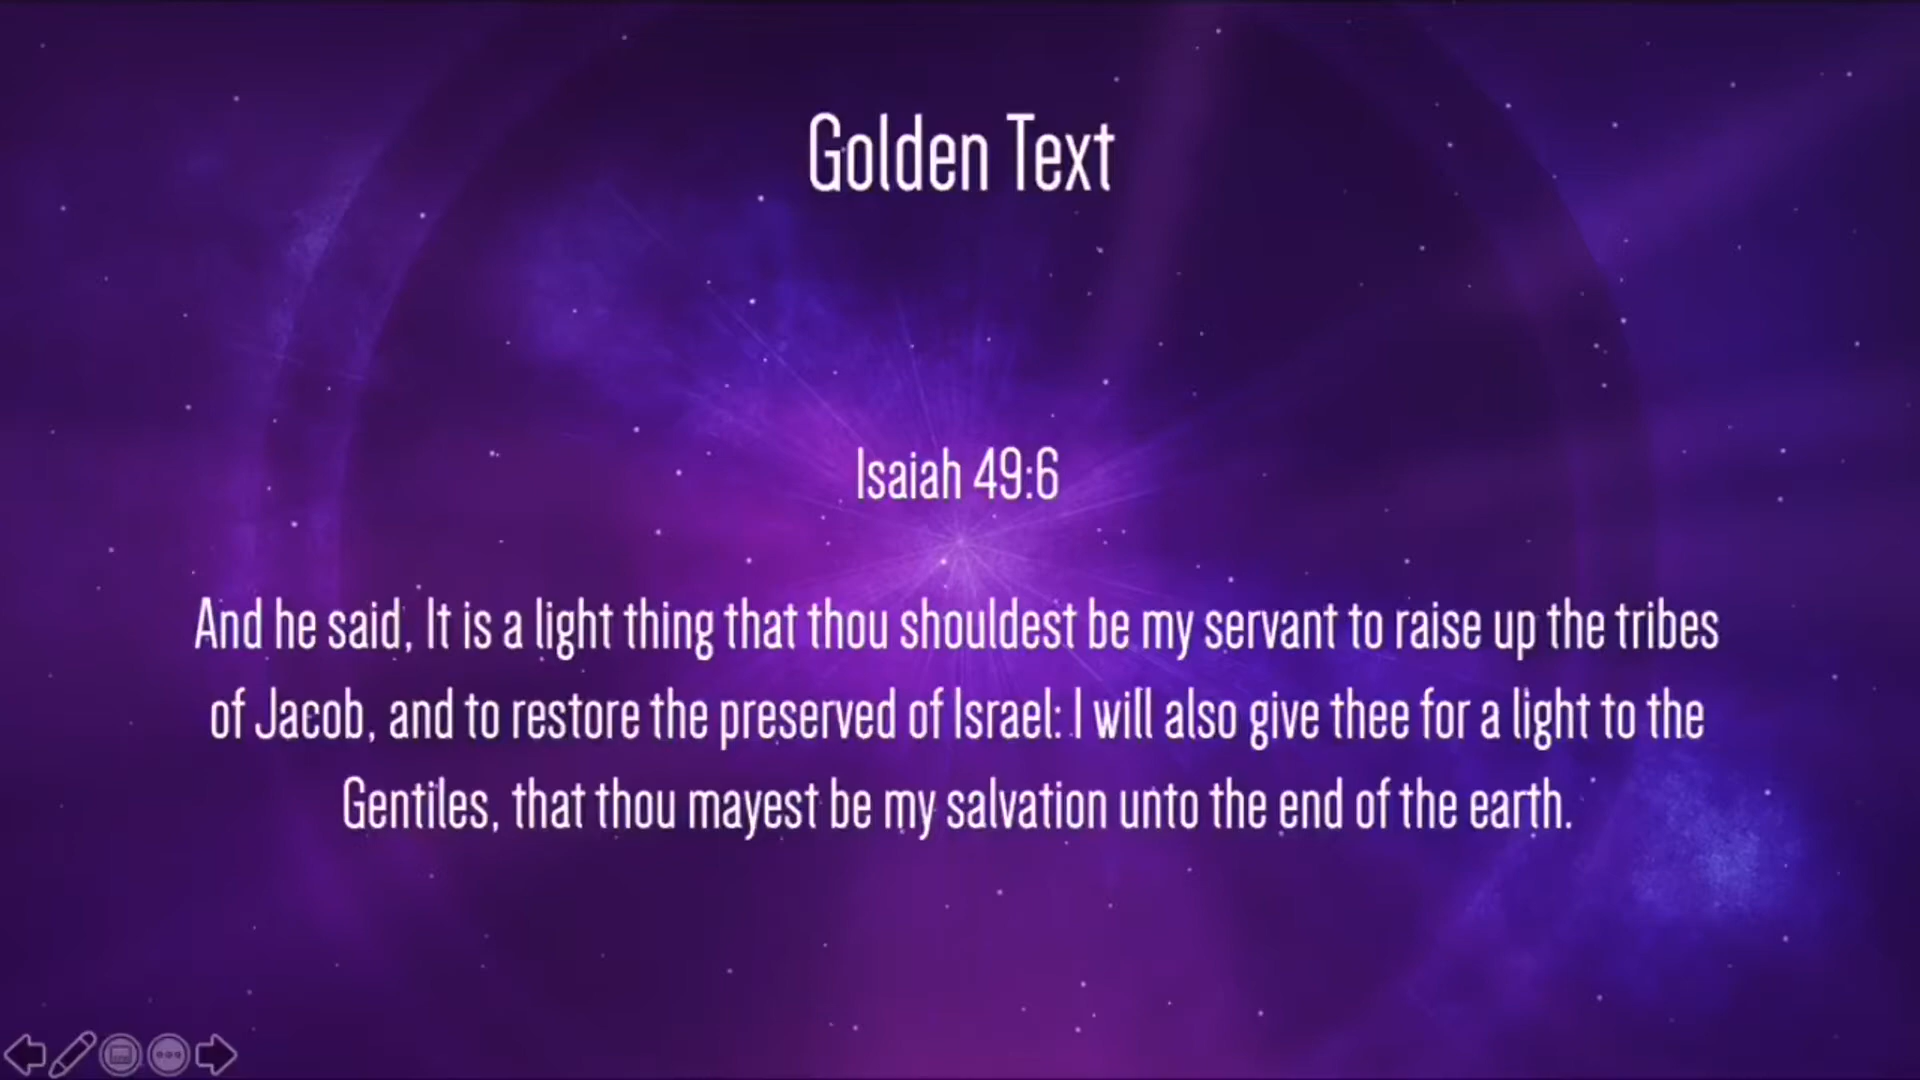 Golden Text
Isaiah 49:6
And he said, It is a light thing that thou shouldest be my servant to raise up the tribes
of Jacob, and to restore the preserved of Israel: I will also give thee for a light to the
Gentiles, that thou mayest be my salvation unto the end of the earth.